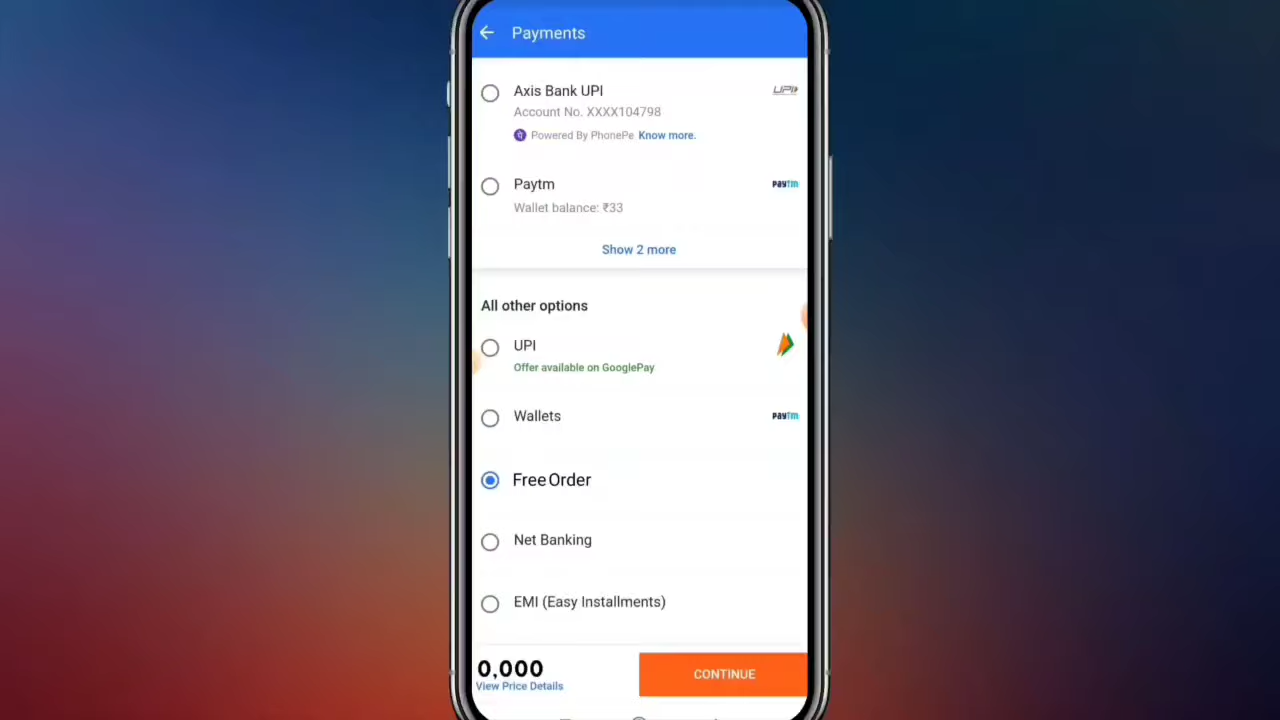 Payments
Axis Bank UPI
UPI
Account No. XXXX104798
पे Powered By PhonePe Know more.
Paytm
paytm
Wallet balance: ₹33
Show 2 more
All other options
UPI
Offer available on GooglePay
Wallets
paytm
Free Order
Net Banking
EMI (Easy Installments)
0,000
View Price Details
CONTINUE